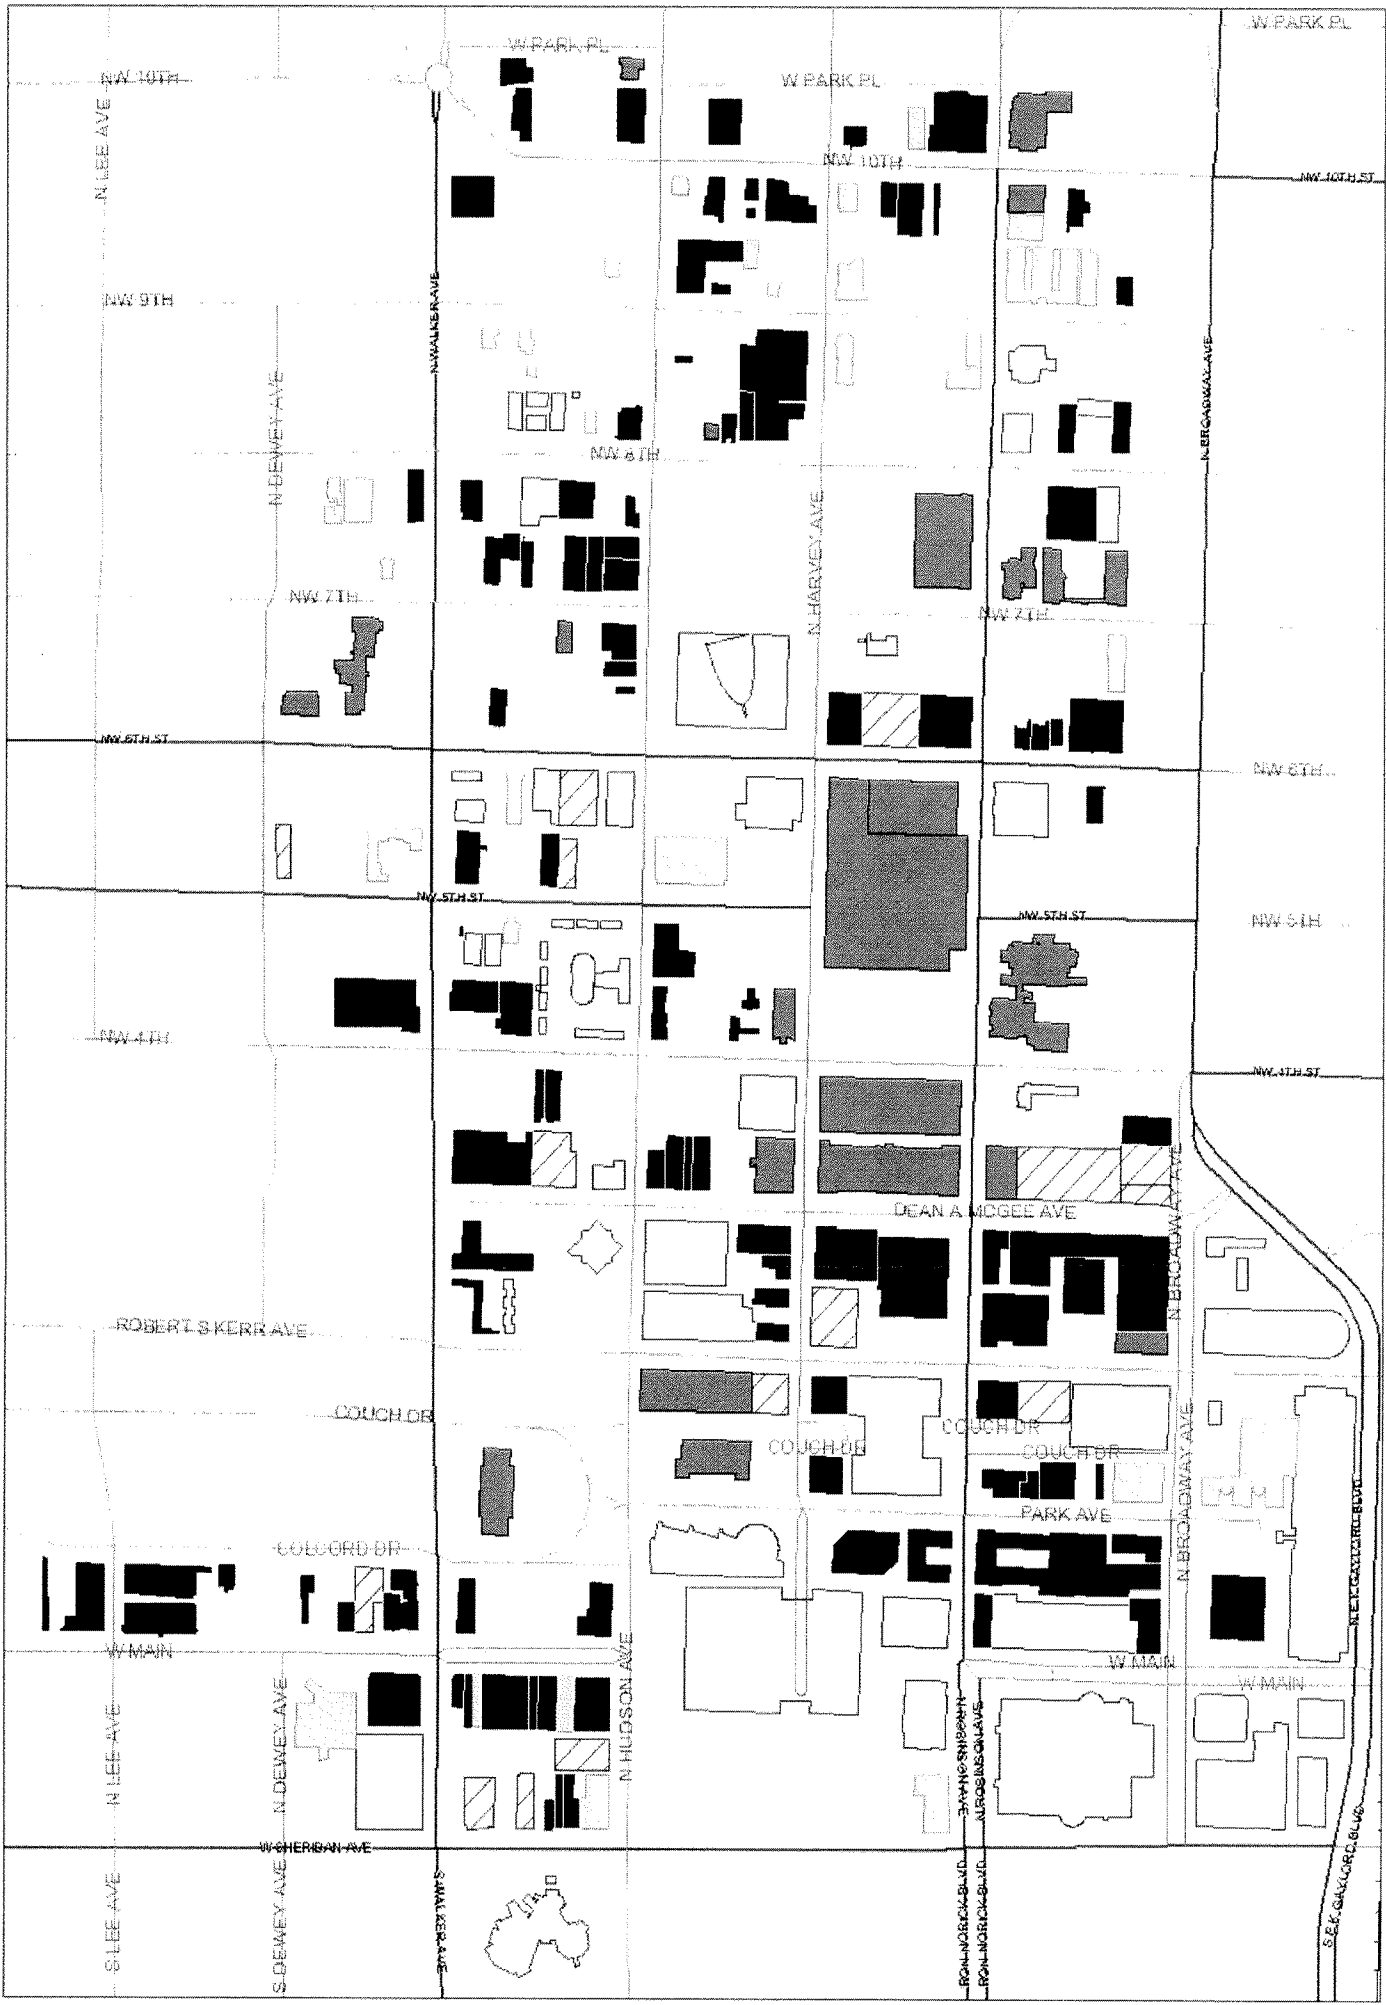 W PARK PL
W PARK PL
NW 10TH
W PARK PL
N LEE AVE
NW 10TH
NW 10TH ST
N WALKER AVE
NW 9TH
N BROADWAY AVE
N DEWEY AVE
NW 8TH
N HARVEY AVE
NW 7TH
NW 7TH
NW 6TH ST
NW 6TH
NW 5TH ST
NW 5TH ST
NW 5TH
NW 4TH
NW 4TH ST
DEAN A MCGEE AVE
N BROADWAY AVE
ROBERT S KERR AVE
COUCH DR
COUCH DR
COUCH DR
COUCH DR
N BROADWAY AVE
PARK AVE
N E.K. GAYLORD BLVD
COLCORD DR
W MAIN
W MAIN
W MAIN
N LEE AVE
N DEWEY AVE
N HUDSON AVE
N ROBINSON AVE
N ROBINSON AVE
W SHERIDAN AVE
S LEE AVE
S DEWEY AVE
S WALKER AVE
RON NORICK BLVD
RON NORICK BLVD
S E.K. GAYLORD BLVD